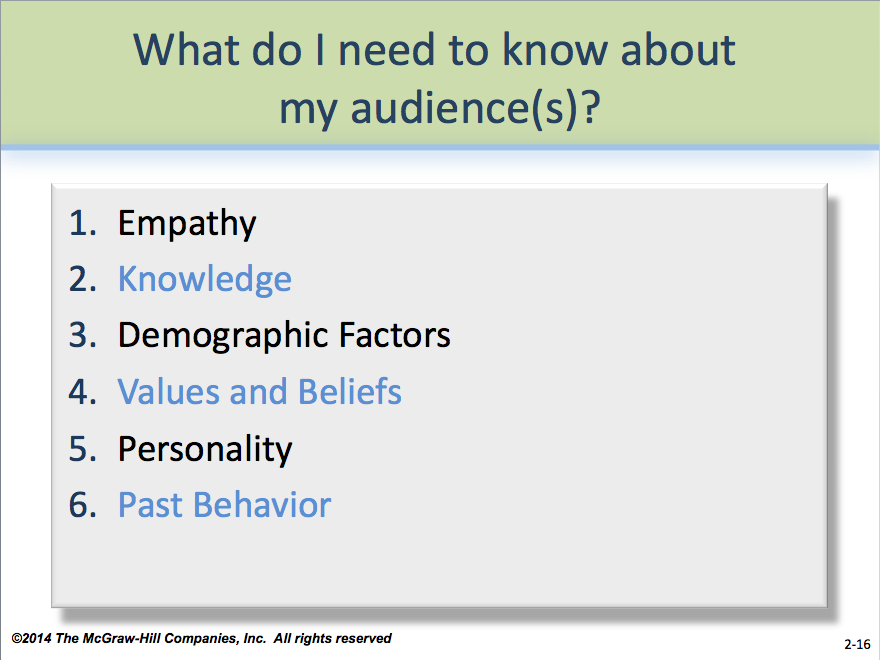 What do I need to know about
my audience(s)?
1. Empathy
2. Knowledge
3. Demographic Factors
4. Values and Beliefs
5. Personality
6. Past Behavior
©2014 The McGraw-Hill Companies, Inc. All rights reserved
2-16